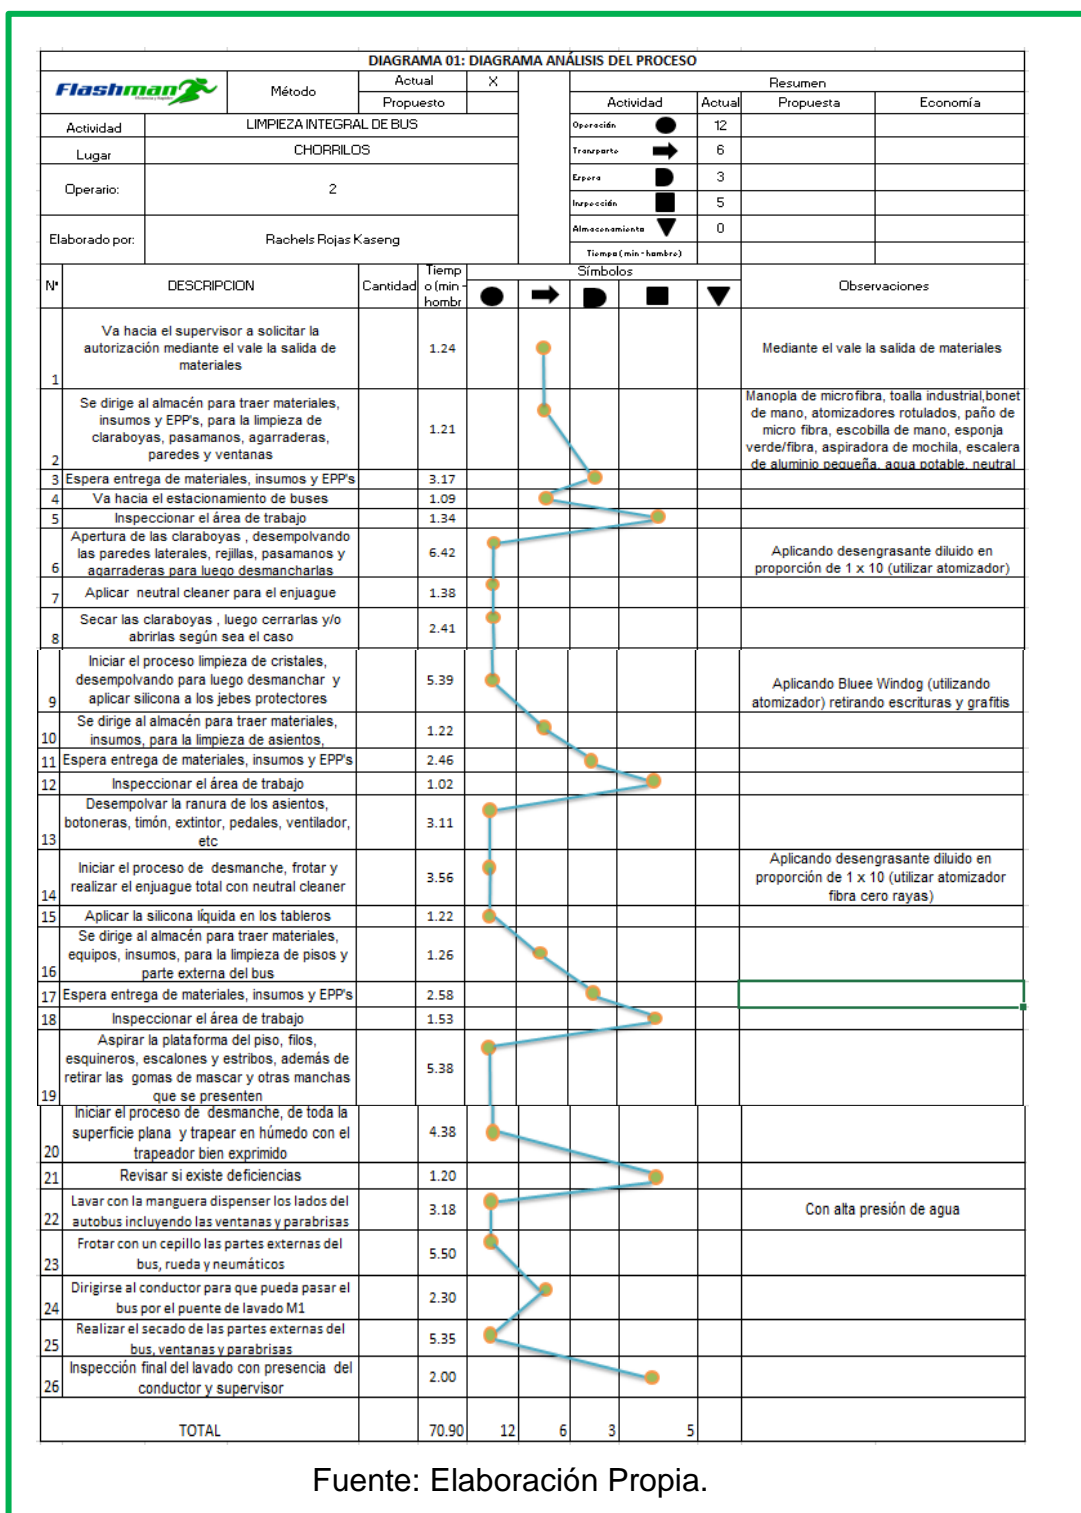 DIAGRAMA 01: DIAGRAMA ANÁLISIS DEL PROCESO
Flashman
Método
Actual
X
Resumen
Propuesto
Actividad
Actual
Propuesta
Economía
Actividad
LIMPIEZA INTEGRAL DE BUS
Operación
12
Lugar
CHORRILOS
Transporte
6
Operario:
2
Espera
3
Inspección
5
Elaborado por:
Rachels Rojas Kaseng
Almacenamiento
0
Tiempo (min-hombre)
N°
DESCRIPCION
Cantidad
Tiemp
o (min -
hombr
Símbolos
Observaciones
1
Va hacia el supervisor a solicitar la
autorización mediante el vale la salida de
materiales
1.24
Mediante el vale la salida de materiales
2
Se dirige al almacén para traer materiales,
insumos y EPP's, para la limpieza de
claraboyas, pasamanos, agarraderas,
paredes y ventanas
1.21
Manopla de microfibra, toalla industrial,bonet
de mano, atomizadores rotulados, paño de
micro fibra, escobilla de mano, esponja
verde/fibra, aspiradora de mochila, escalera
de aluminio pequeña, agua potable, neutral
3 Espera entrega de materiales, insumos y EPP's 3.17
4 Va hacia el estacionamiento de buses 1.09
5 Inspeccionar el área de trabajo 1.34
6
Apertura de las claraboyas , desempolvando
las paredes laterales, rejillas, pasamanos y
agarraderas para luego desmancharlas
6.42
Aplicando desengrasante diluido en
proporción de 1 x 10 (utilizar atomizador)
7 Aplicar neutral cleaner para el enjuague 1.38
8
Secar las claraboyas , luego cerrarlas y/o
abrirlas según sea el caso
2.41
9
Iniciar el proceso limpieza de cristales,
desempolvando para luego desmanchar y
aplicar silicona a los jebes protectores
5.39
Aplicando Bluee Windog (utilizando
atomizador) retirando escrituras y grafitis
10
Se dirige al almacén para traer materiales,
insumos, para la limpieza de asientos,
1.22
11 Espera entrega de materiales, insumos y EPP's 2.46
12 Inspeccionar el área de trabajo 1.02
13
Desempolvar la ranura de los asientos,
botoneras, timón, extintor, pedales, ventilador,
etc
3.11
14
Iniciar el proceso de desmanche, frotar y
realizar el enjuague total con neutral cleaner
3.56
Aplicando desengrasante diluido en
proporción de 1 x 10 (utilizar atomizador
fibra cero rayas)
15 Aplicar la silicona líquida en los tableros 1.22
16
Se dirige al almacén para traer materiales,
equipos, insumos, para la limpieza de pisos y
parte externa del bus
1.26
17 Espera entrega de materiales, insumos y EPP's 2.58
18 Inspeccionar el área de trabajo 1.53
19
Aspirar la plataforma del piso, filos,
esquineros, escalones y estribos, además de
retirar las gomas de mascar y otras manchas
que se presenten
5.38
20
Iniciar el proceso de desmanche, de toda la
superficie plana y trapear en húmedo con el
trapeador bien exprimido
4.38
21 Revisar si existe deficiencias 1.20
22
Lavar con la manguera dispenser los lados del
autobus incluyendo las ventanas y parabrisas
3.18
Con alta presión de agua
23
Frotar con un cepillo las partes externas del
bus, rueda y neumáticos
5.50
24
Dirigirse al conductor para que pueda pasar el
bus por el puente de lavado M1
2.30
25
Realizar el secado de las partes externas del
bus, ventanas y parabrisas
5.35
26
Inspección final del lavado con presencia del
conductor y supervisor
2.00
TOTAL 70.90 12 6 3 5
Fuente: Elaboración Propia.